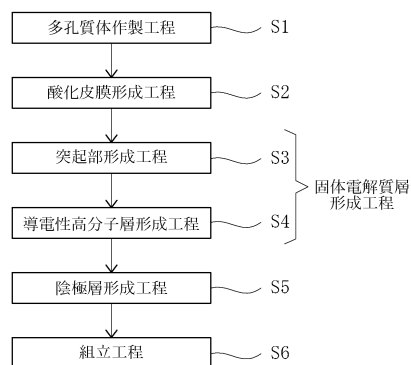 多孔質体作製工程
S1
酸化皮膜形成工程
S2
突起部形成工程
S3
導電性高分子層形成工程
S4
固体電解質層
形成工程
陰極層形成工程
S5
組立工程
S6